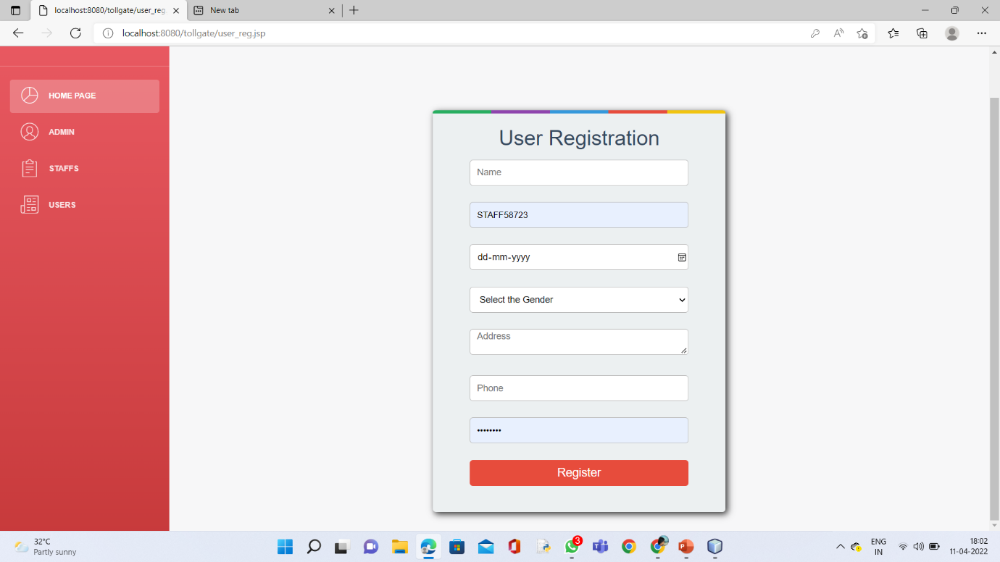 localhost:8080/tollgate/user_reg.
New tab
localhost:8080/tollgate/user_reg.jsp
HOME PAGE
ADMIN
STAFFS
USERS
User Registration
Name
STAFF58723
dd-mm-yyyy
Select the Gender
Address
Phone
••••••••
Register
32°C
Partly sunny
3
ENG
IN
18:02
11-04-2022